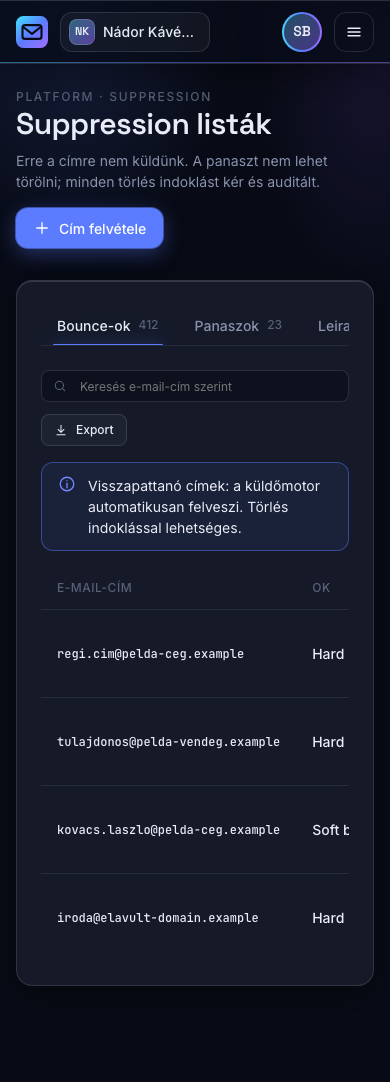 NK Nádor Kávé... SB
PLATFORM · SUPPRESSION
Suppression listák
Erre a címre nem küldünk. A panaszt nem lehet
törölni; minden törlés indoklást kér és auditált.
Cím felvétele
Bounce-ok 412 Panaszok 23 Leira
Keresés e-mail-cím szerint
Export
Visszapattanó címek: a küldőmotor
automatikusan felveszi. Törlés
indoklással lehetséges.
E-MAIL-CÍM OK
regi.cim@pelda-ceg.example Hard
tulajdonos@pelda-vendeg.example Hard
kovacs.laszlo@pelda-ceg.example Soft b
iroda@elavult-domain.example Hard